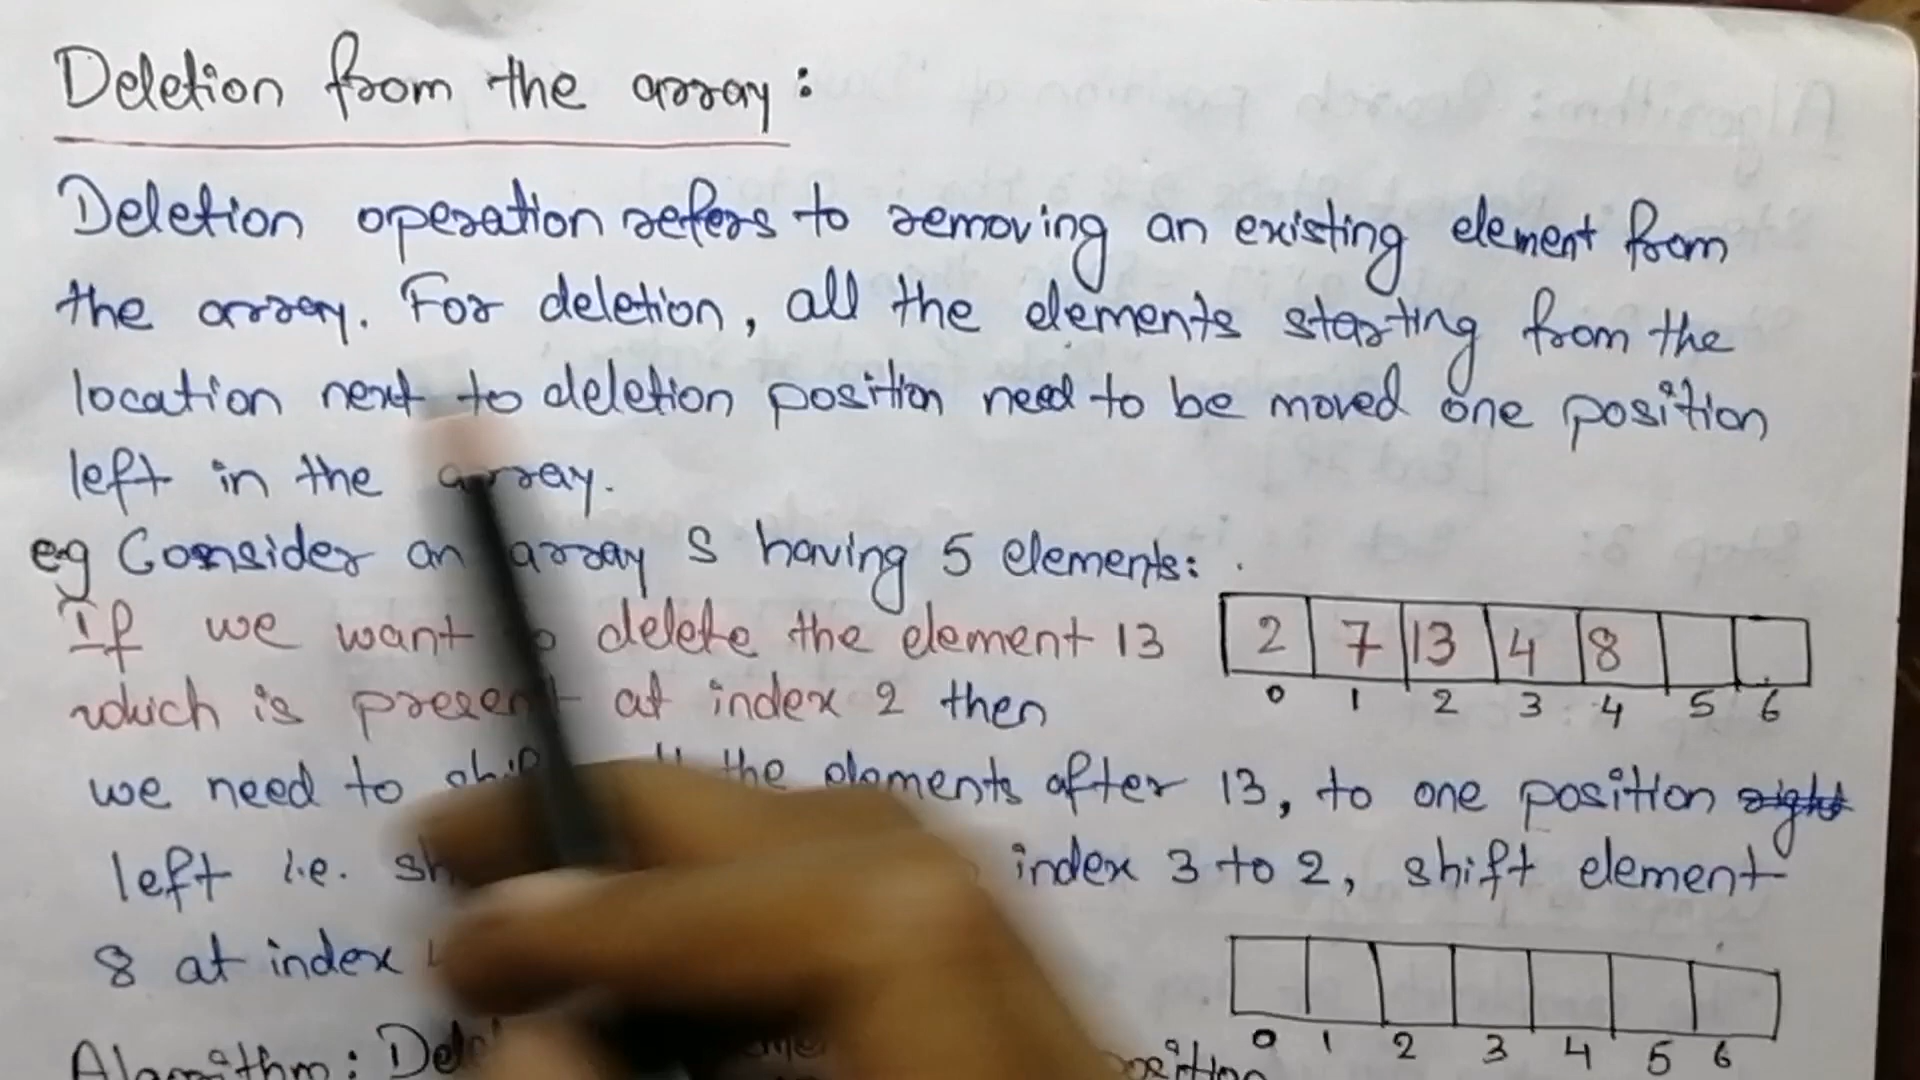 Deletion from the array:
Deletion operation refers to removing an existing element from
the array. For deletion, all the elements starting from the
location next to deletion position need to be moved one position
left in the array.
eg Consider an array S having 5 elements:
If we want to delete the element 13
2 7 13 4 8
which is present at index 2 then
0 1 2 3 4 5 6
we need to the elements after 13, to one position right
left i.e. index 3 to 2, shift element
8 at index
0 1 2 3 4 5 6
Algorithm: